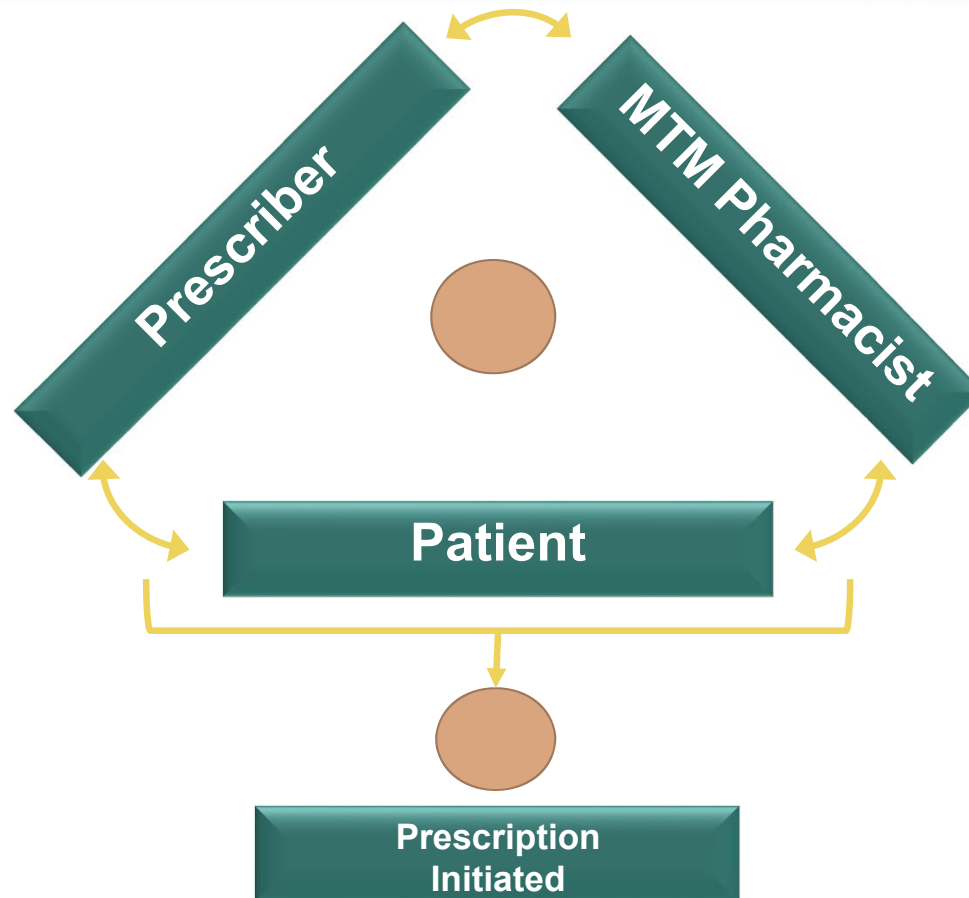 Prescriber
MTM Pharmacist
Patient
Prescription
Initiated